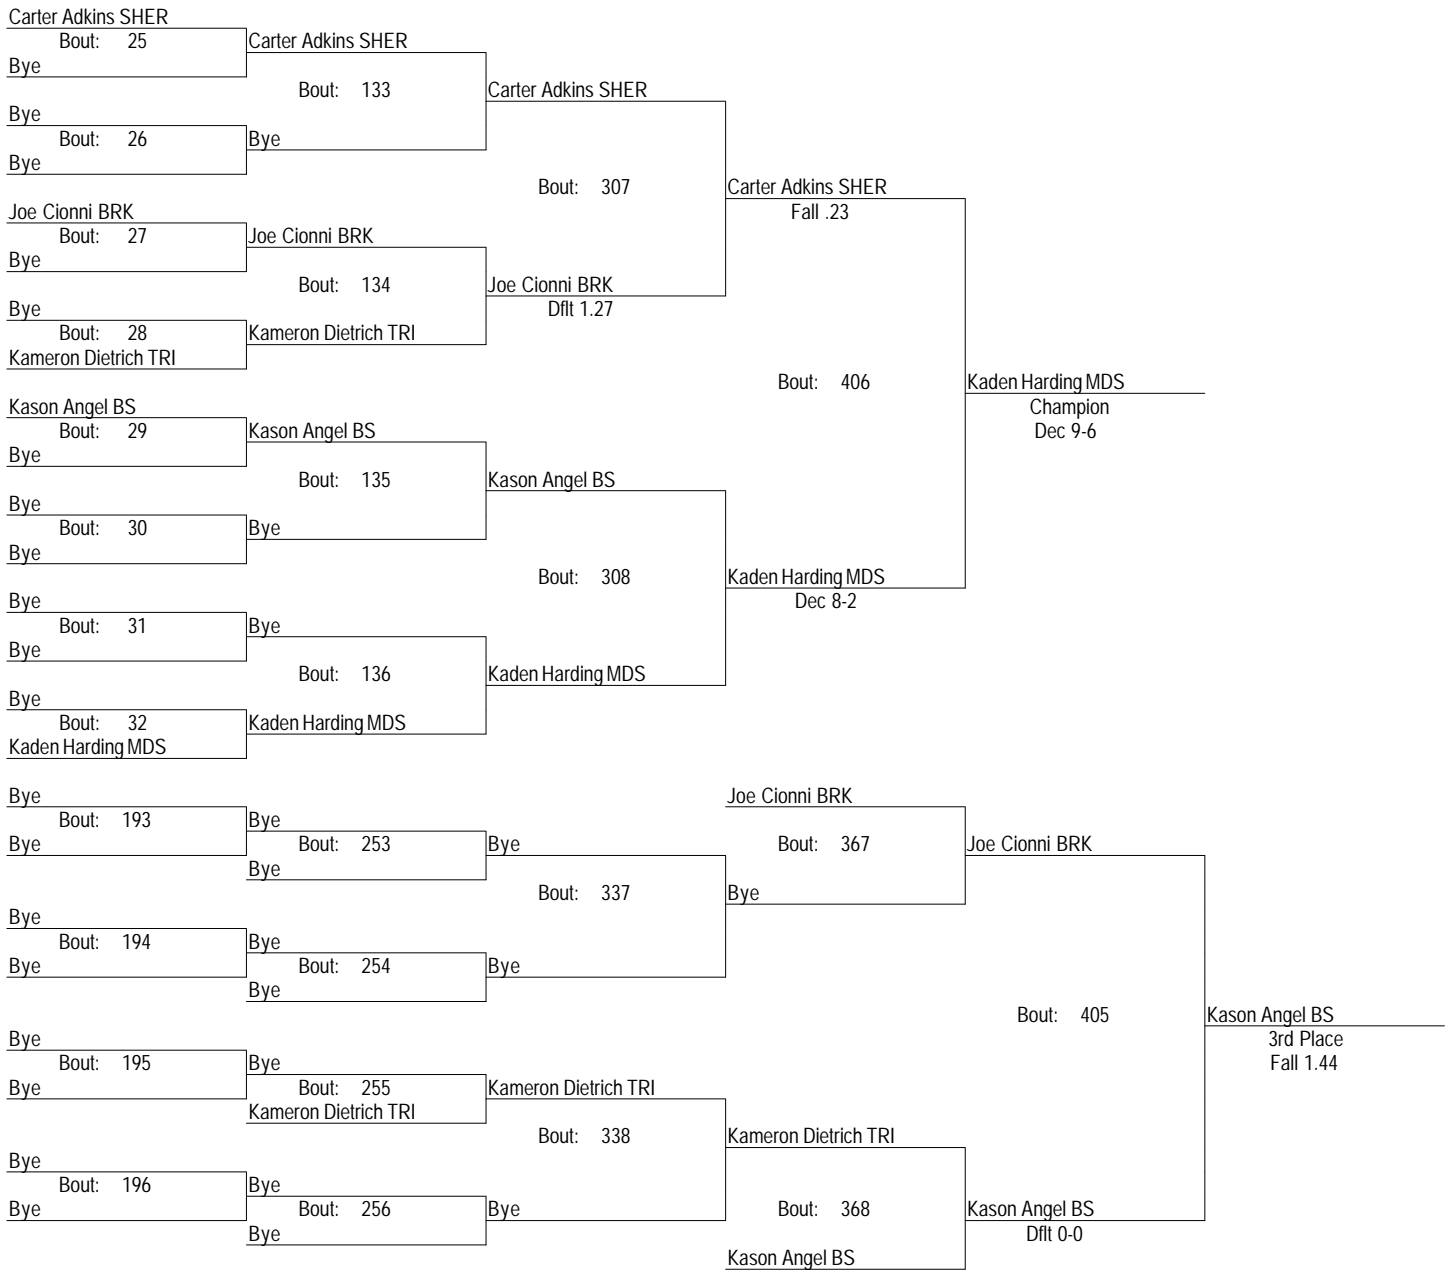 Carter Adkins SHER
Bout: 25
Carter Adkins SHER
Bye
Bout: 133
Carter Adkins SHER
Bye
Bout: 26
Bye
Bye
Bout: 307
Carter Adkins SHER
Fall .23
Joe Cionni BRK
Bout: 27
Joe Cionni BRK
Bye
Bout: 134
Joe Cionni BRK
Dflt 1.27
Bye
Bout: 28
Kameron Dietrich TRI
Kameron Dietrich TRI
Bout: 406
Kaden Harding MDS
Champion
Dec 9-6
Kason Angel BS
Bout: 29
Kason Angel BS
Bye
Bout: 135
Kason Angel BS
Bye
Bout: 30
Bye
Bye
Bout: 308
Kaden Harding MDS
Dec 8-2
Bye
Bout: 31
Bye
Bye
Bout: 136
Kaden Harding MDS
Bye
Bout: 32
Kaden Harding MDS
Kaden Harding MDS
Bye
Joe Cionni BRK
Bout: 193
Bye
Bye
Bout: 253
Bye
Bout: 367
Joe Cionni BRK
Bye
Bout: 337
Bye
Bye
Bout: 194
Bye
Bye
Bout: 254
Bye
Bye
Bout: 405
Kason Angel BS
3rd Place
Fall 1.44
Bye
Bout: 195
Bye
Bye
Bout: 255
Kameron Dietrich TRI
Kameron Dietrich TRI
Bout: 338
Kameron Dietrich TRI
Bye
Bout: 196
Bye
Bye
Bout: 256
Bye
Bout: 368
Kason Angel BS
Dflt 0-0
Bye
Kason Angel BS